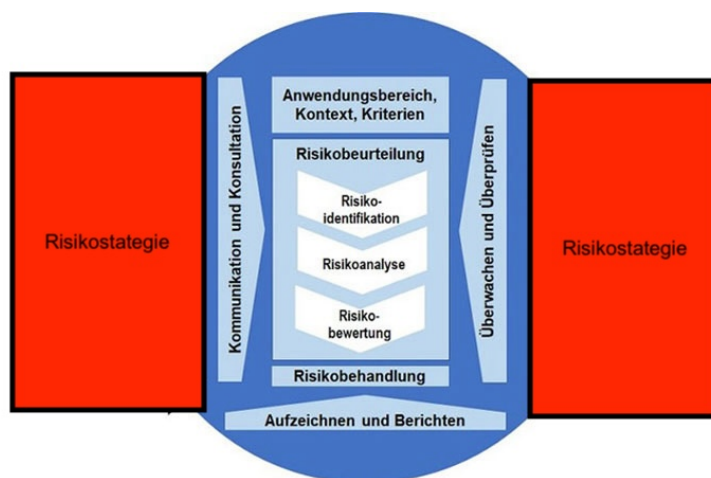 Risikostategie
Kommunikation und Konsultation
Anwendungsbereich,
Kontext, Kriterien
Risikobeurteilung
Risiko-
identifikation
Risikoanalyse
Risiko-
bewertung
Risikobehandlung
Aufzeichnen und Berichten
Überwachen und Überprüfen
Risikostategie